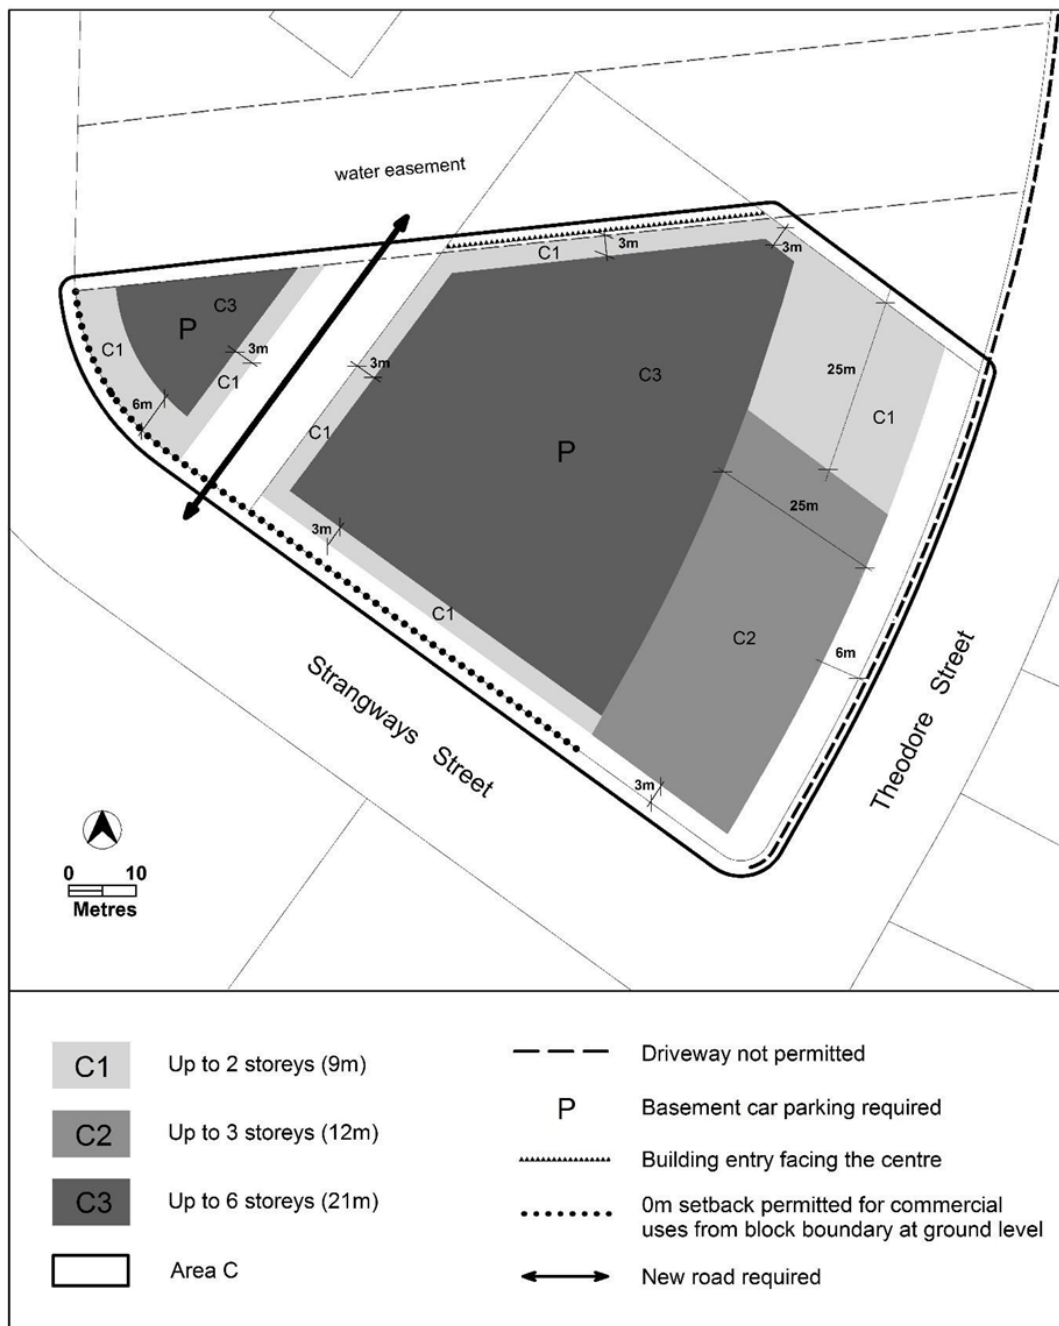 water easement
3m
C1
3m
C3
P
C1
3m
C1
6m
3m
C1
C3
25m
C1
P
25m
3m
C1
C2
6m
3m
Strangways Street
Theodore Street
0 10
Metres
C1 Up to 2 storeys (9m)
C2 Up to 3 storeys (12m)
C3 Up to 6 storeys (21m)
Area C
Driveway not permitted
P Basement car parking required
Building entry facing the centre
0m setback permitted for commercial
uses from block boundary at ground level
New road required